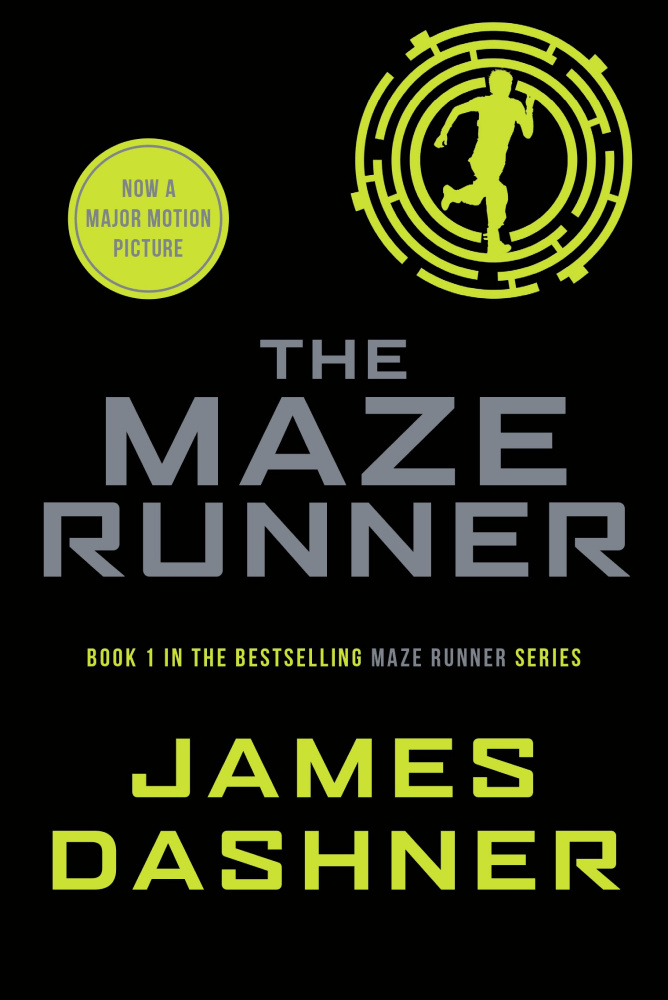 NOW A
MAJOR MOTION
PICTURE
THE
MAZE
RUNNER
BOOK 1 IN THE BESTSELLING MAZE RUNNER SERIES
JAMES
DASHNER